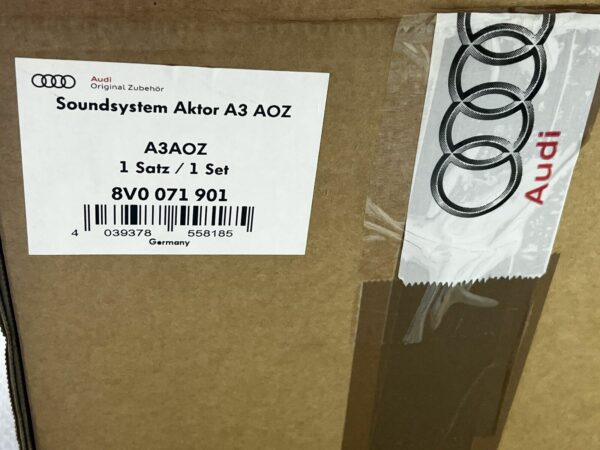 Audi
Original Zubehör
Soundsystem Aktor A3 AOZ
A3AOZ
1 Satz / 1 Set
8V0 071 901
4 039378 558185
Germany
Audi